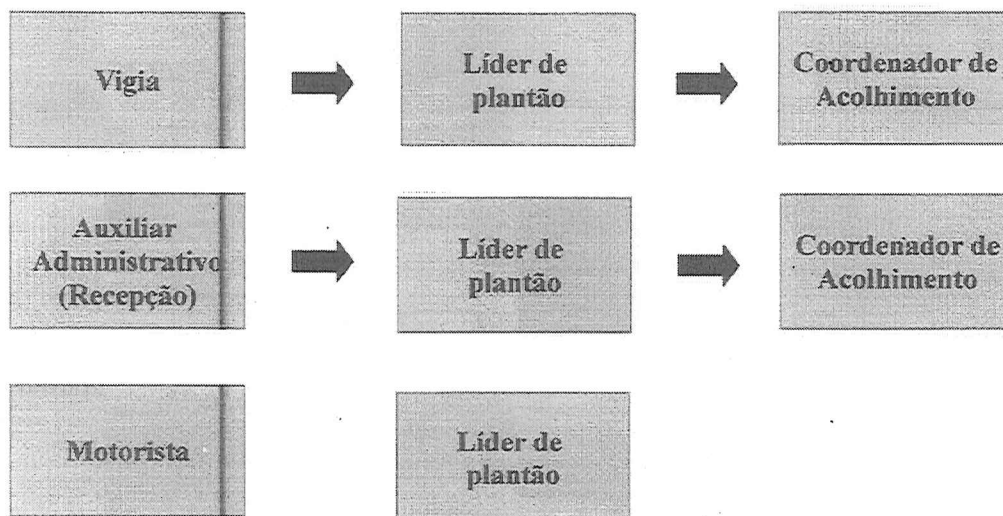 Vigia
Líder de
plantão
Coordenador de
Acolhimento
Auxiliar
Administrativo
(Recepção)
Líder de
plantão
Coordenador de
Acolhimento
Motorista
Líder de
plantão